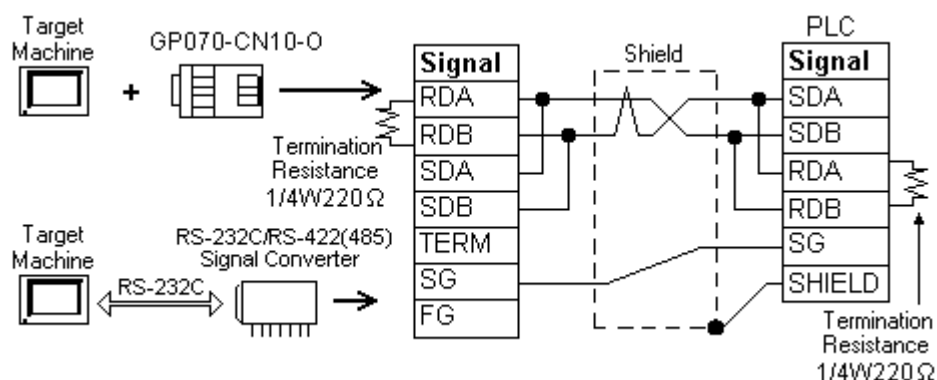 Target
Machine
+
GP070-CN10-O
Termination
Resistance
1/4W220Ω
Target
Machine
RS-232C
RS-232C/RS-422(485)
Signal Converter
Signal
RDA
RDB
SDA
SDB
TERM
SG
FG
Shield
PLC
Signal
SDA
SDB
RDA
RDB
SG
SHIELD
Termination
Resistance
1/4W220Ω